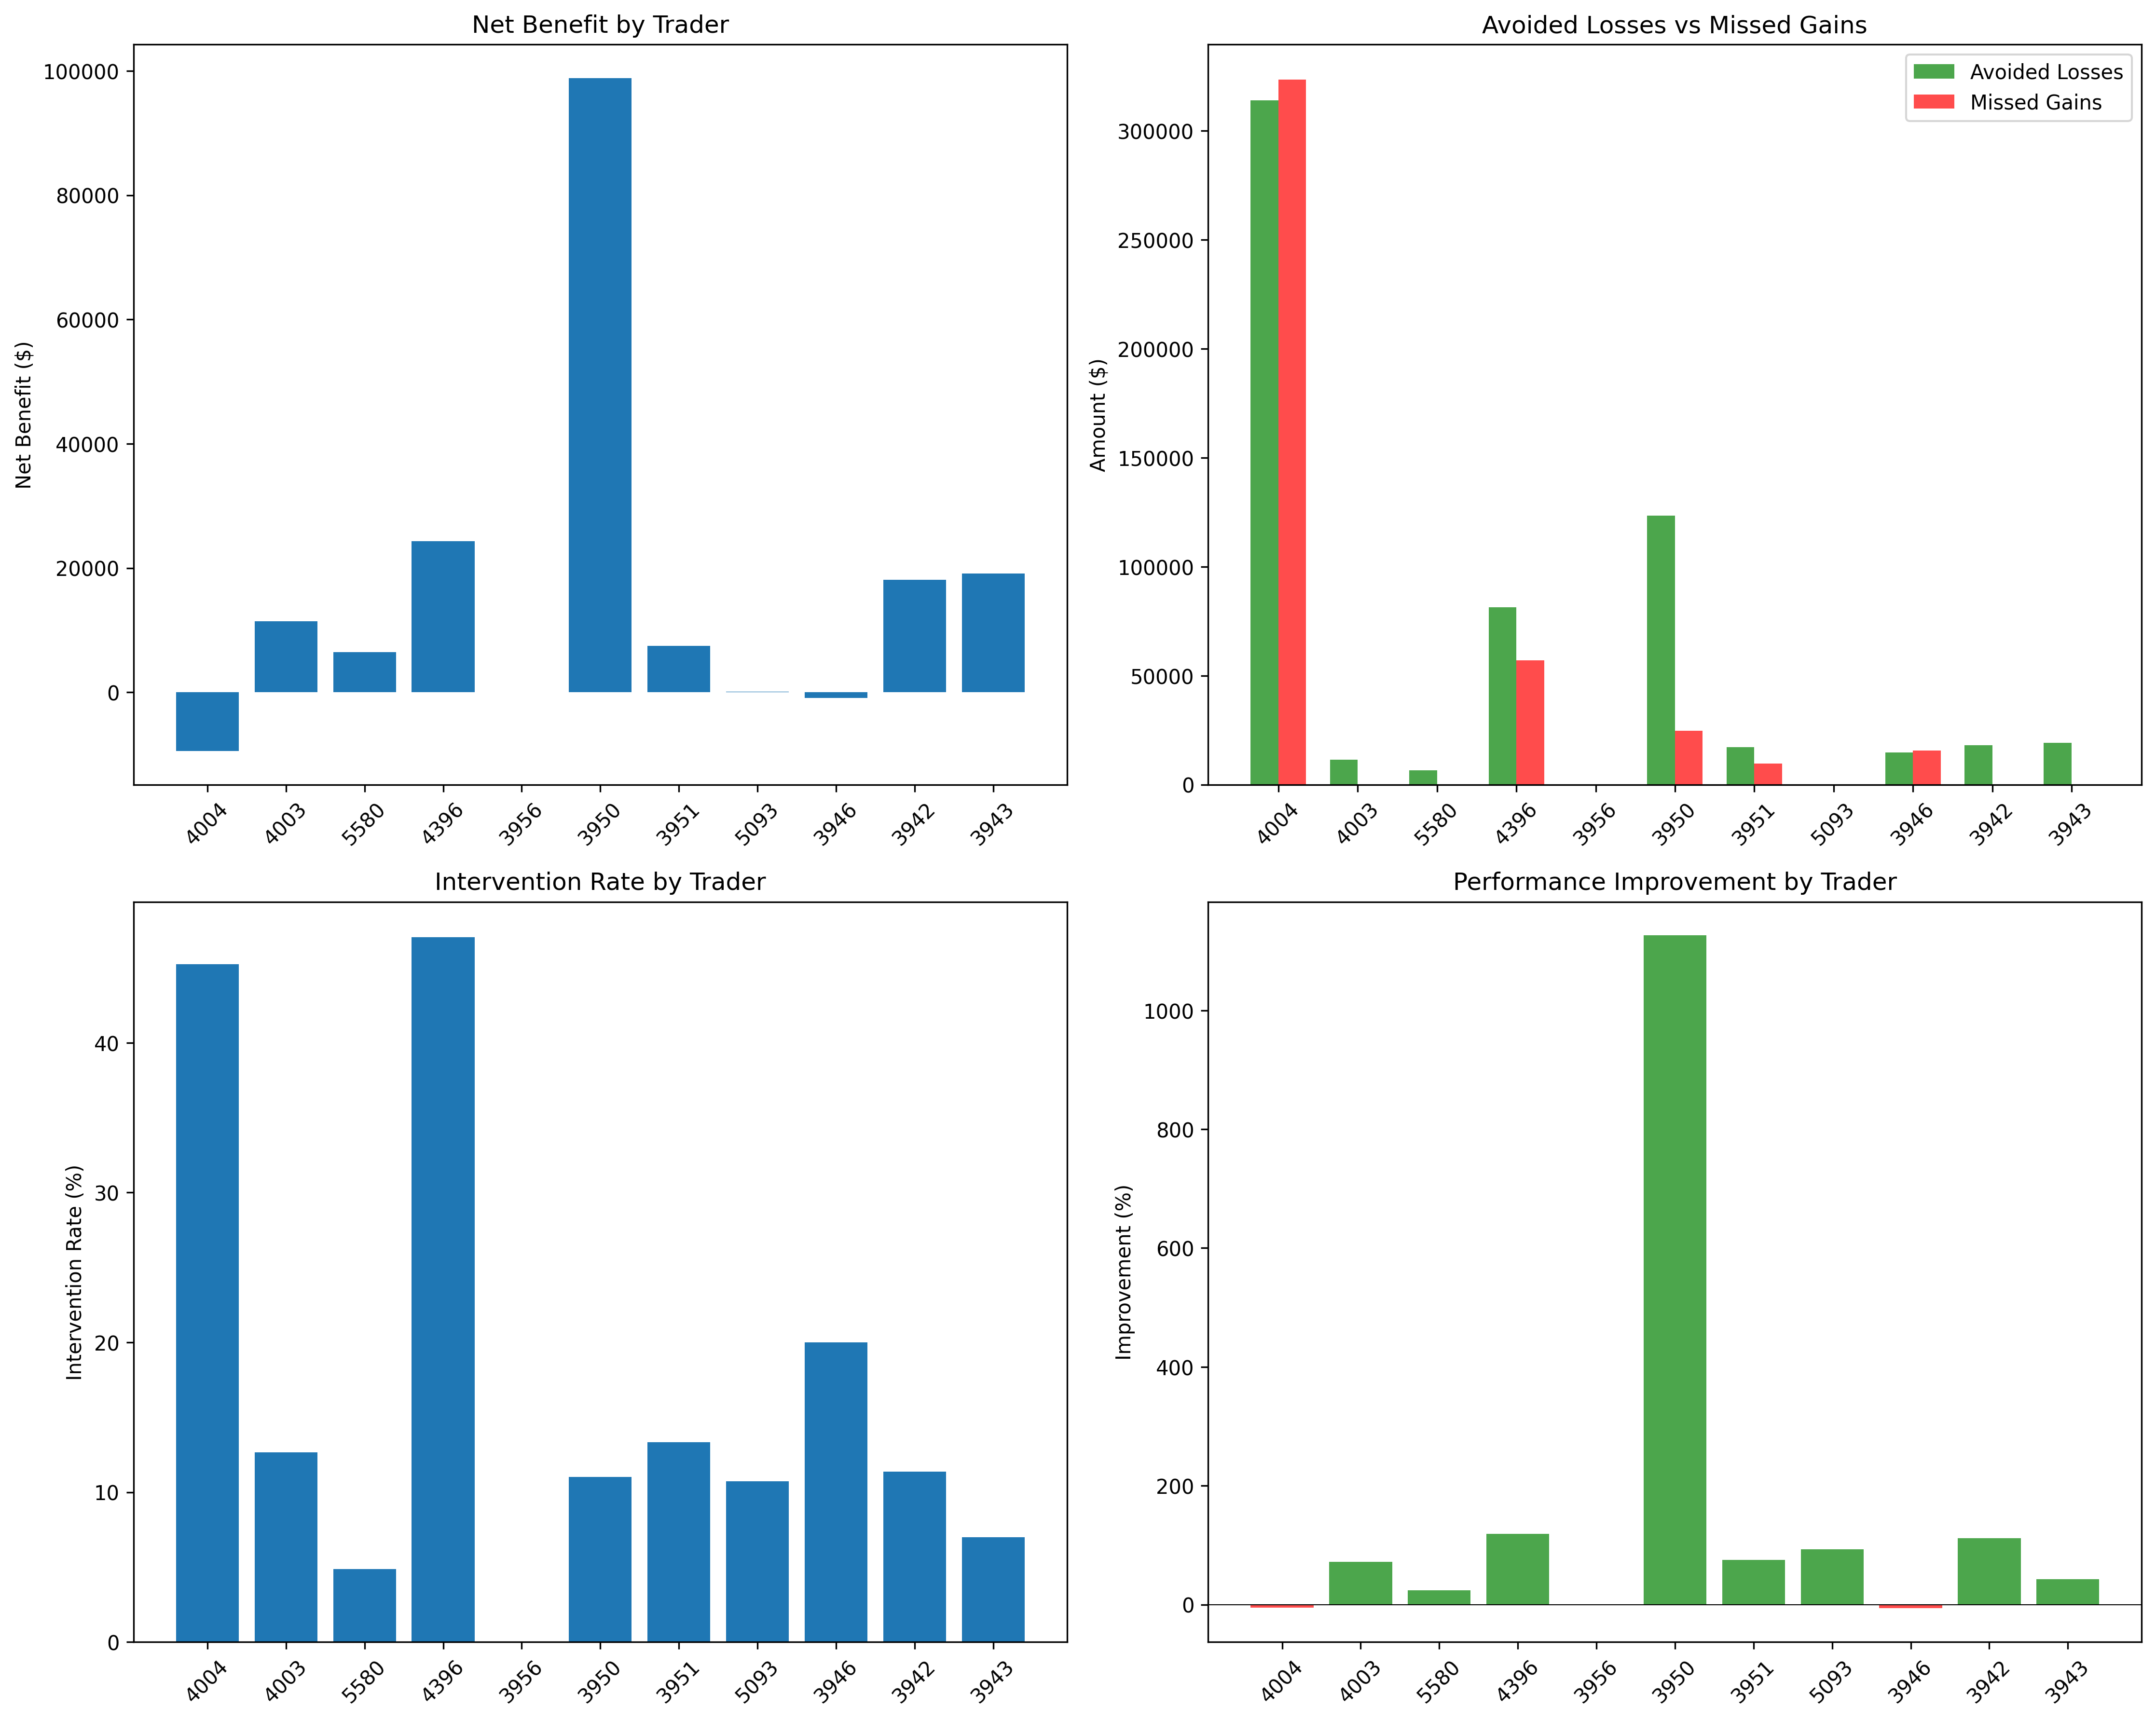 Net Benefit by Trader
Net Benefit ($)
100000
80000
60000
40000
20000
0
4004 4003 5580 4396 3956 3950 3951 5093 3946 3942 3943
Avoided Losses vs Missed Gains
Avoided Losses
Missed Gains
Amount ($)
300000
250000
200000
150000
100000
50000
0
4004 4003 5580 4396 3956 3950 3951 5093 3946 3942 3943
Intervention Rate by Trader
Intervention Rate (%)
40
30
20
10
0
4004 4003 5580 4396 3956 3950 3951 5093 3946 3942 3943
Performance Improvement by Trader
Improvement (%)
1000
800
600
400
200
0
4004 4003 5580 4396 3956 3950 3951 5093 3946 3942 3943